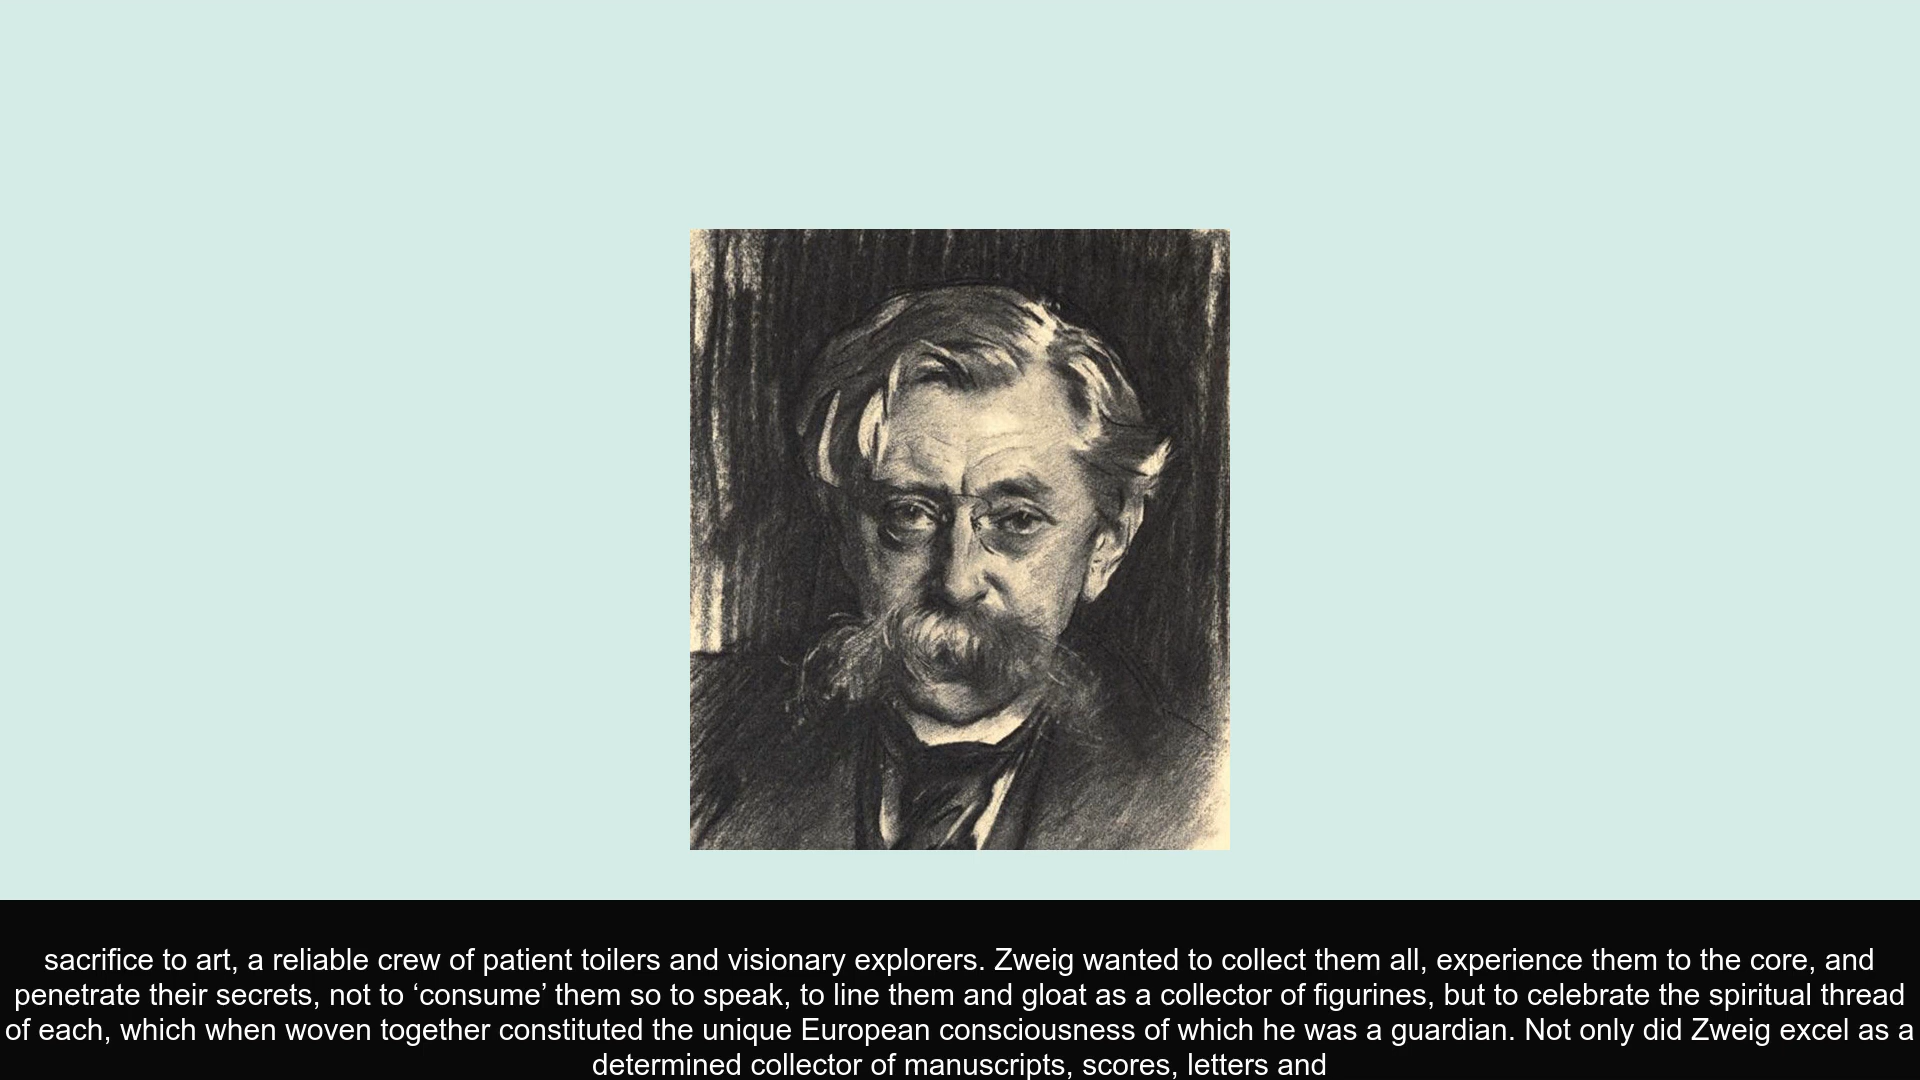 sacrifice to art, a reliable crew of patient toilers and visionary explorers. Zweig wanted to collect them all, experience them to the core, and
penetrate their secrets, not to ‘consume’ them so to speak, to line them and gloat as a collector of figurines, but to celebrate the spiritual thread
of each, which when woven together constituted the unique European consciousness of which he was a guardian. Not only did Zweig excel as a
determined collector of manuscripts, scores, letters and